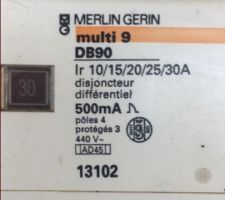 MERLIN GERIN
multi 9
DB90
Ir 10/15/20/25/30A
disjoncteur
différentiel
500mA
pôles 4
protégés 3
440 V~
AD45
13102
30